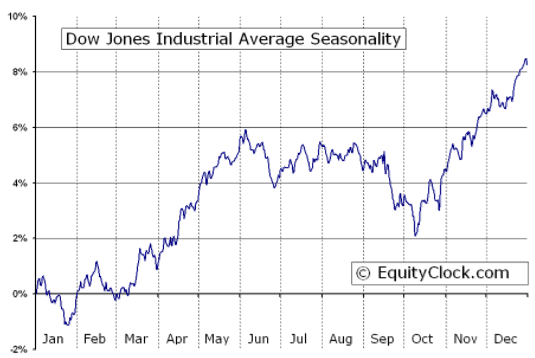 10%
Dow Jones Industrial Average Seasonality
8%
6%
4%
2%
© EquityClock.com
0%
Jan Feb Mar Apr May Jun Jul Aug Sep Oct Nov Dec
-2%